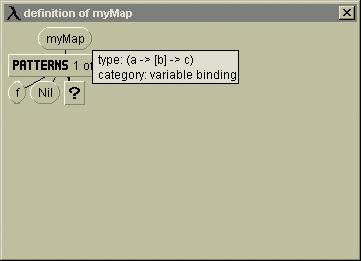 λ definition of myMap
myMap
PATTERNS 1 of
type: (a -> [b] -> c)
category: variable binding
f Nil ?